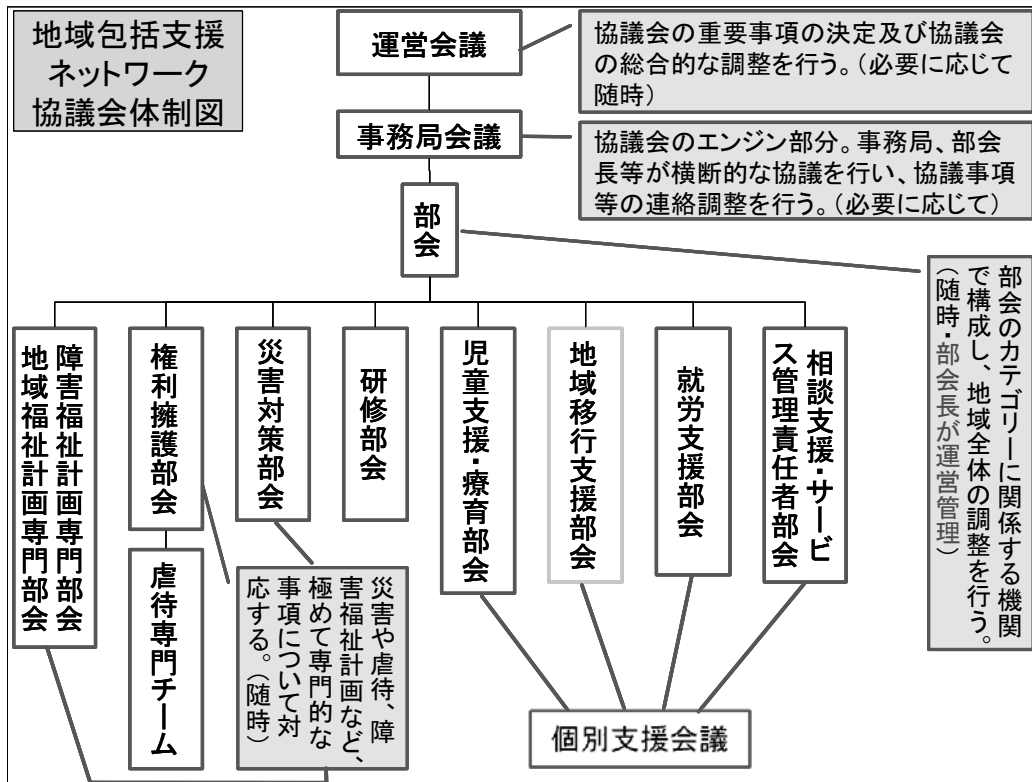 地域包括支援
ネットワーク
協議会体制図
運営会議
協議会の重要事項の決定及び協議会
の総合的な調整を行う。（必要に応じて
随時）
事務局会議
協議会のエンジン部分。事務局、部会
長等が横断的な協議を行い、協議事項
等の連絡調整を行う。（必要に応じて）
部会
部会のカテゴリーに関係する機関
で構成し、地域全体の調整を行う。
（随時・部会長が運営管理）
障害福祉計画専門部会
地域福祉計画専門部会
権利擁護部会
災害対策部会
研修部会
児童支援・療育部会
地域移行支援部会
就労支援部会
相談支援・サービ
ス管理責任者部会
虐待専門チーム
災害や虐待、障
害福祉計画など、
極めて専門的な
事項について対
応する。（随時）
個別支援会議